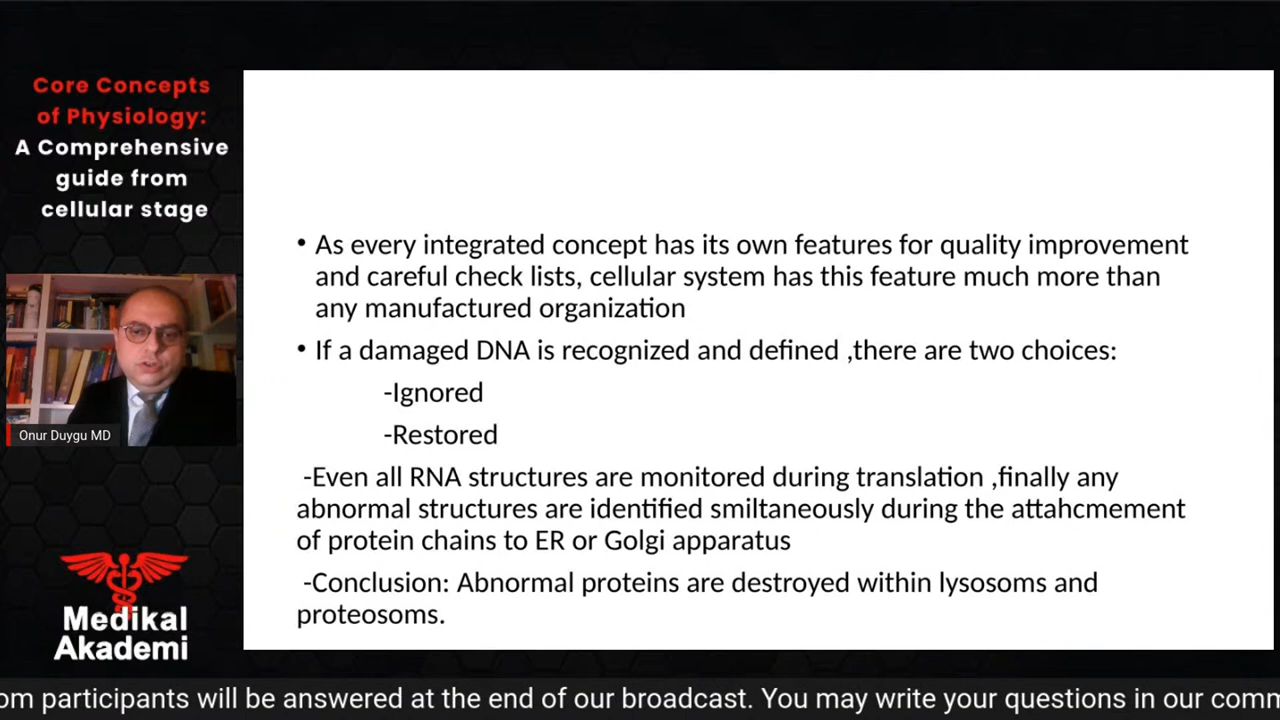 Core Concepts
of Physiology:
A Comprehensive
guide from
cellular stage
Onur Duygu MD
Medikal
Akademi
• As every integrated concept has its own features for quality improvement
and careful check lists, cellular system has this feature much more than
any manufactured organization
• If a damaged DNA is recognized and defined ,there are two choices:
-Ignored
-Restored
-Even all RNA structures are monitored during translation ,finally any
abnormal structures are identified smiltaneously during the attahcmement
of protein chains to ER or Golgi apparatus
-Conclusion: Abnormal proteins are destroyed within lysosoms and
proteosoms.
participants will be answered at the end of our broadcast. You may write your questions in our